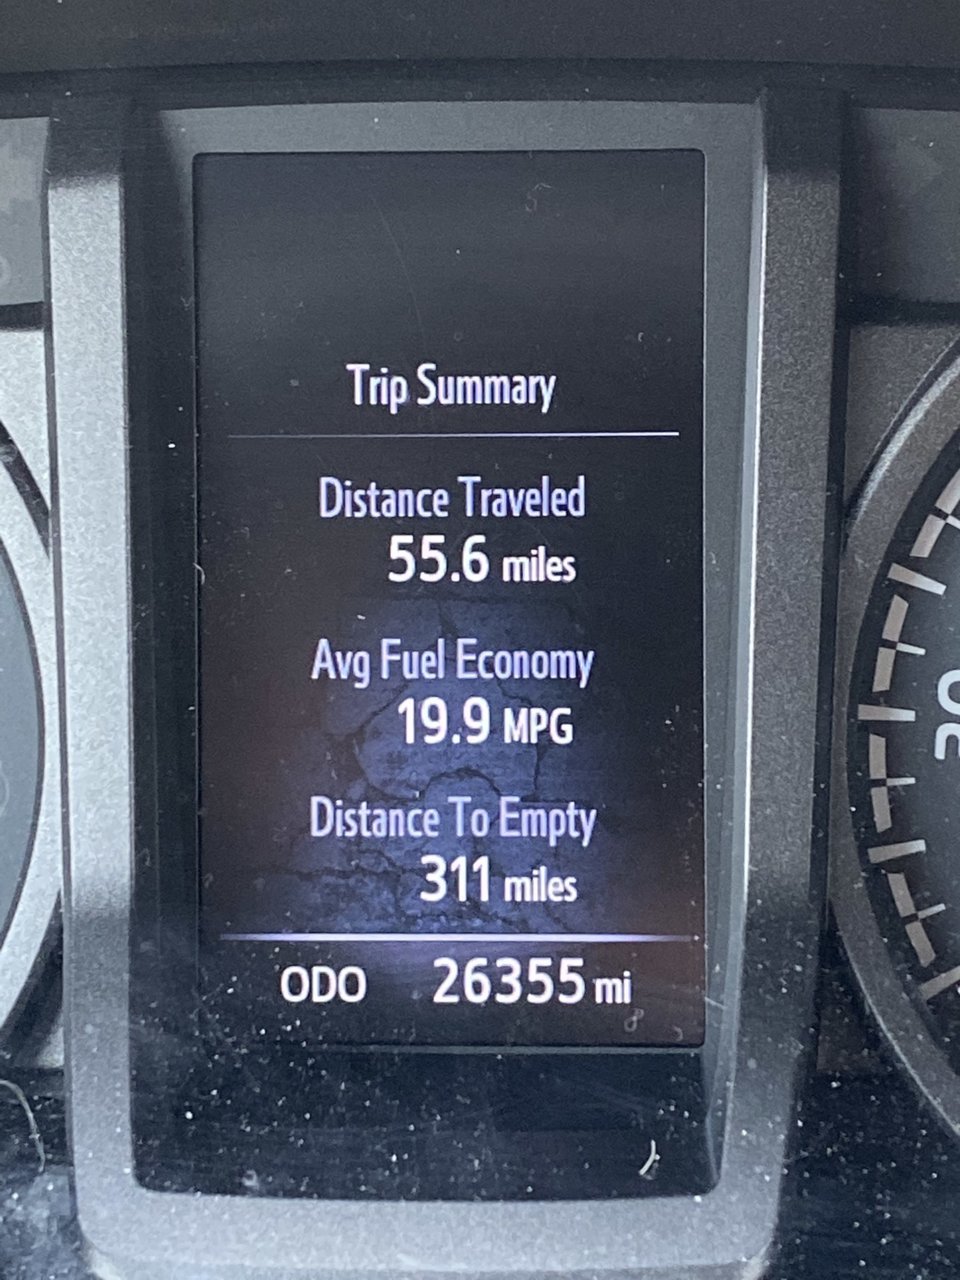 Trip Summary
Distance Traveled
55.6 miles
Avg Fuel Economy
19.9 MPG
Distance To Empty
311 miles
ODO 26355 mi